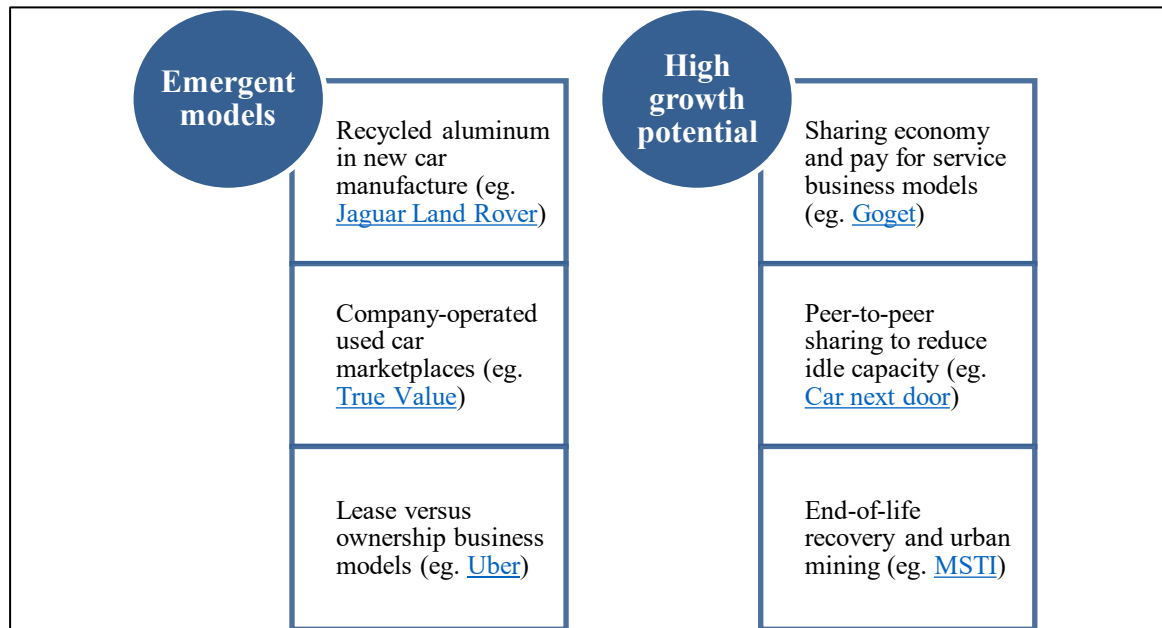 Emergent
models
Recycled aluminum
in new car
manufacture (eg.
Jaguar Land Rover)
Company-operated
used car
marketplaces (eg.
True Value)
Lease versus
ownership business
models (eg. Uber)
High
growth
potential
Sharing economy
and pay for service
business models
(eg. Goget)
Peer-to-peer
sharing to reduce
idle capacity (eg.
Car next door)
End-of-life
recovery and urban
mining (eg. MSTI)